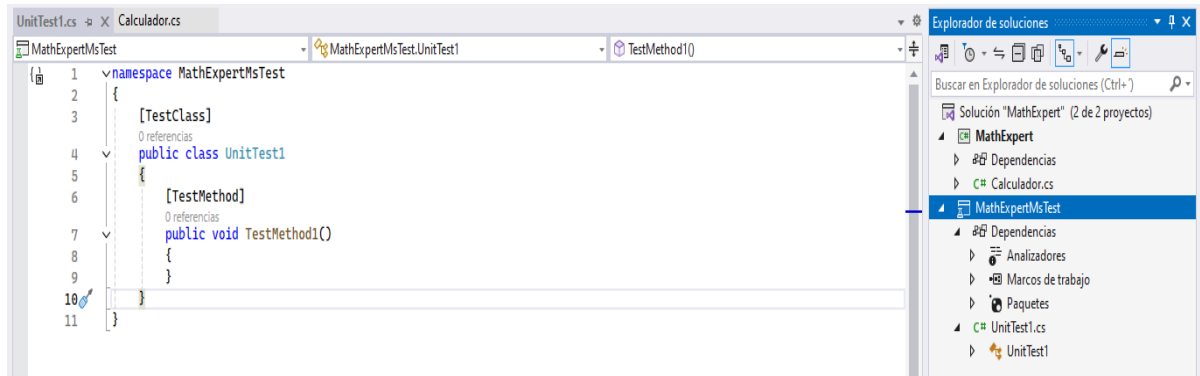 UnitTest1.cs Calculador.cs
MathExpertMsTest MathExpertMsTest.UnitTest1 TestMethod1()
1 namespace MathExpertMsTest
2 {
3 [TestClass]
0 referencias
4 public class UnitTest1
5 {
6 [TestMethod]
0 referencias
7 public void TestMethod1()
8 {
9 }
10 }
11 }
Explorador de soluciones
Buscar en Explorador de soluciones (Ctrl+´)
Solución "MathExpert" (2 de 2 proyectos)
C# MathExpert
Dependencias
C# Calculador.cs
MathExpertMsTest
Dependencias
Analizadores
Marcos de trabajo
Paquetes
C# UnitTest1.cs
UnitTest1